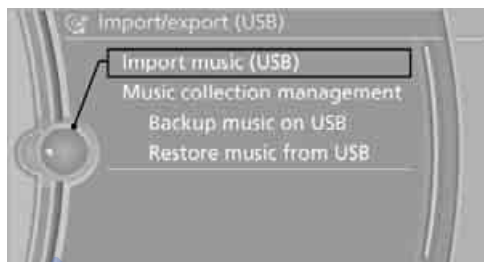 Import/export (USB)
Import music (USB)
Music collection management
Backup music on USB
Restore music from USB